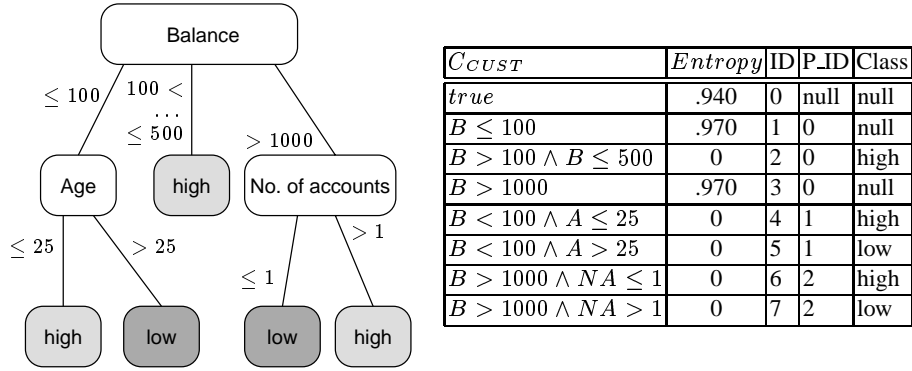 Balance
≤ 100
100 <
...
≤ 500
> 1000
Age
high
No. of accounts
≤ 25
> 25
≤ 1
> 1
high
low
low
high
C_CUST Entropy ID P_ID Class
true .940 0 null null
B ≤ 100 .970 1 0 null
B > 100 ∧ B ≤ 500 0 2 0 high
B > 1000 .970 3 0 null
B < 100 ∧ A ≤ 25 0 4 1 high
B < 100 ∧ A > 25 0 5 1 low
B > 1000 ∧ NA ≤ 1 0 6 2 high
B > 1000 ∧ NA > 1 0 7 2 low